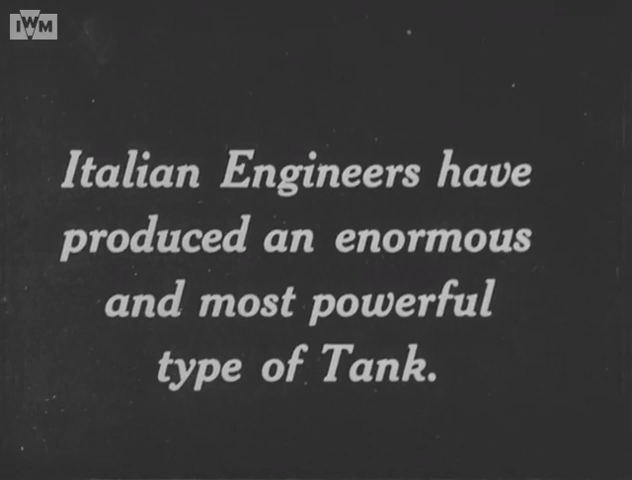 IWM
Italian Engineers have
produced an enormous
and most powerful
type of Tank.